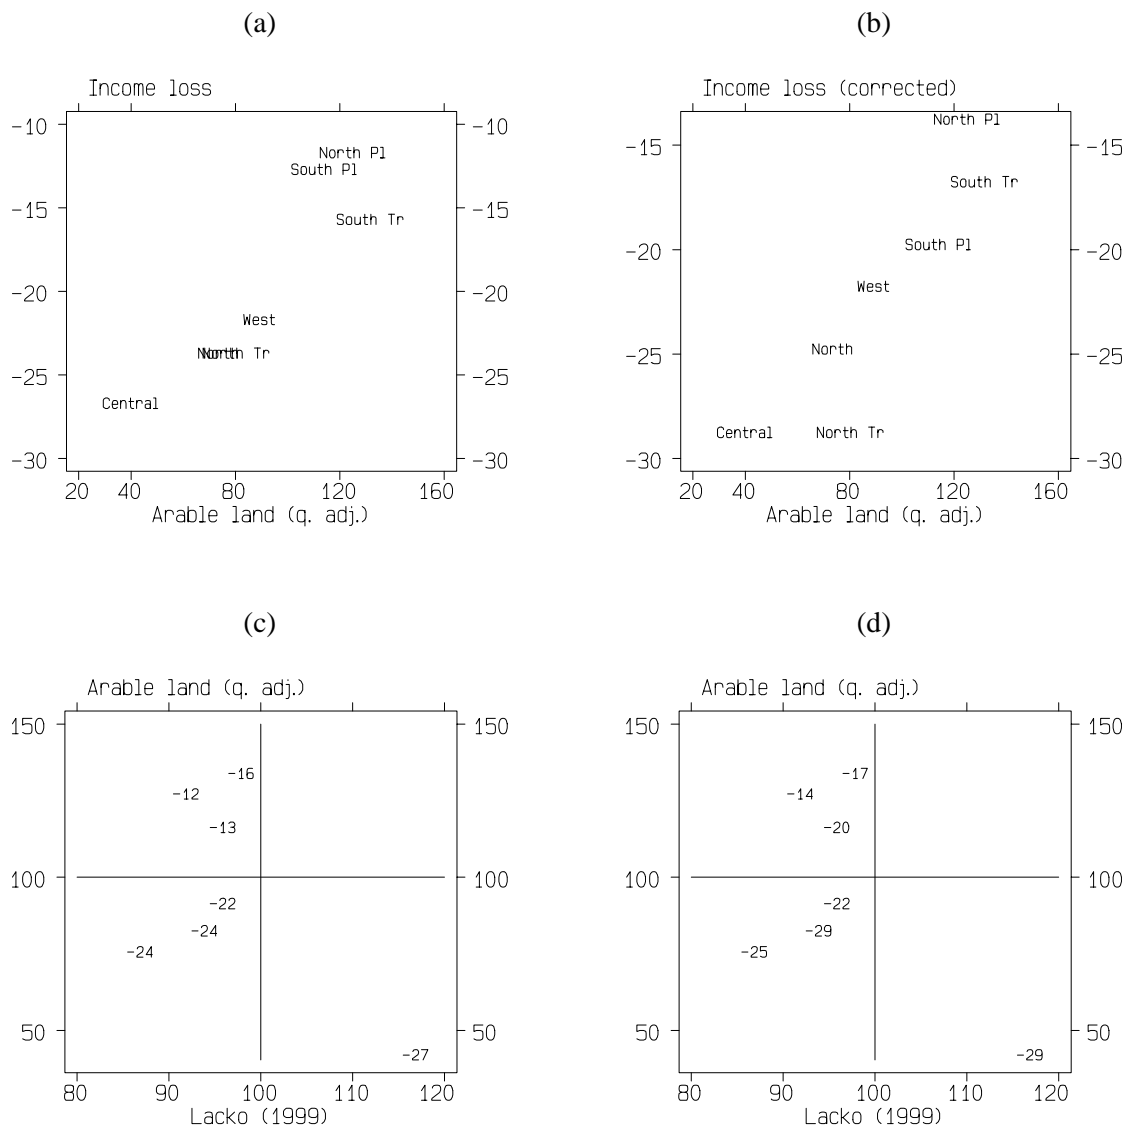 (a)
Income loss
-10 -10
North Pl
South Pl
-15 -15
South Tr
-20 -20
West
North
North Tr
-25 -25
Central
-30 -30
20 40 80 120 160
Arable land (q. adj.)
(b)
Income loss (corrected)
North Pl
-15 -15
South Tr
South Pl
-20 -20
West
North
-25 -25
Central North Tr
-30 -30
20 40 80 120 160
Arable land (q. adj.)
(c)
Arable land (q. adj.)
150 150
-16
-12
-13
100 100
-22
-24
-24
50 50
-27
80 90 100 110 120
Lacko (1999)
(d)
Arable land (q. adj.)
150 150
-17
-14
-20
100 100
-22
-29
-25
50 50
-29
80 90 100 110 120
Lacko (1999)